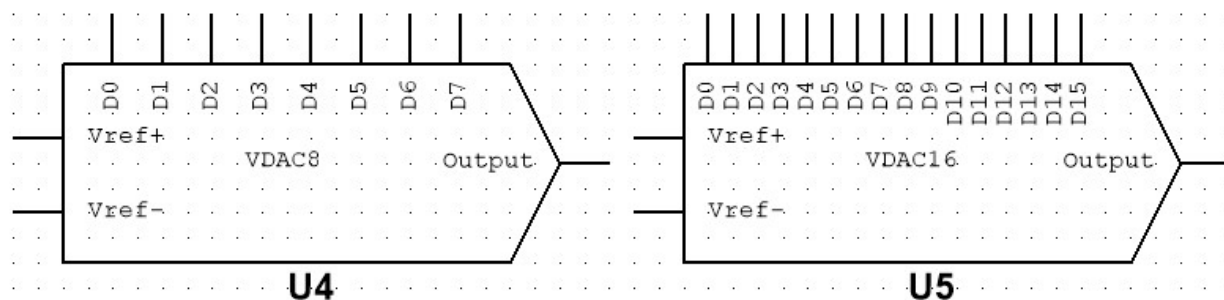 D0 D1 D2 D3 D4 D5 D6 D7
Vref+
VDAC8 Output
Vref-
U4
D0 D1 D2 D3 D4 D5 D6 D7 D8 D9 D10 D11 D12 D13 D14 D15
Vref+
VDAC16 Output
Vref-
U5